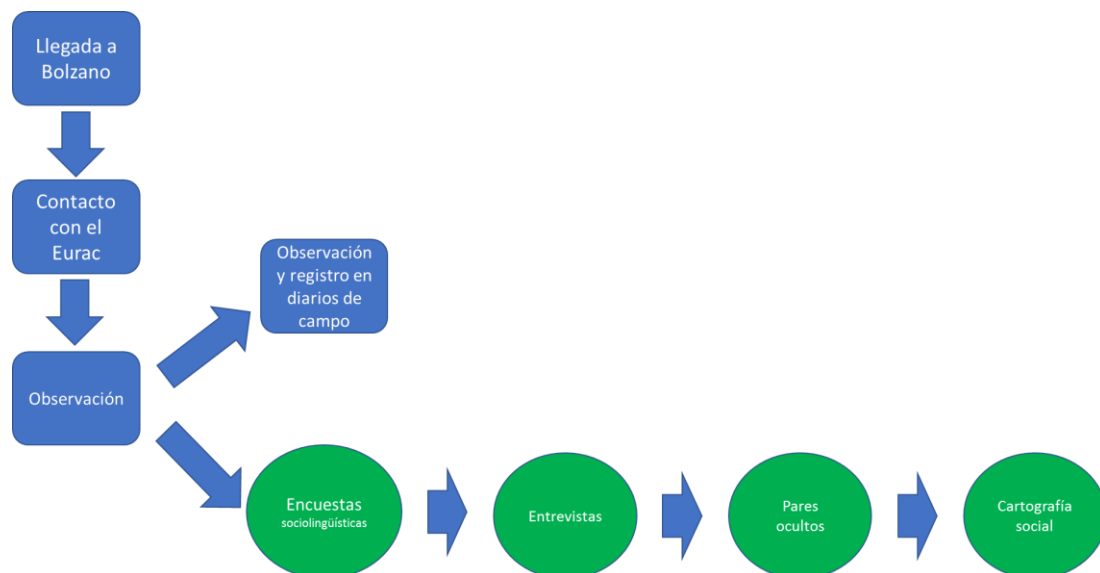 Llegada a
Bolzano
Contacto
con el
Eurac
Observación
y registro en
diarios de
campo
Observación
Encuestas
sociolingüísticas
Entrevistas
Pares
ocultos
Cartografía
social